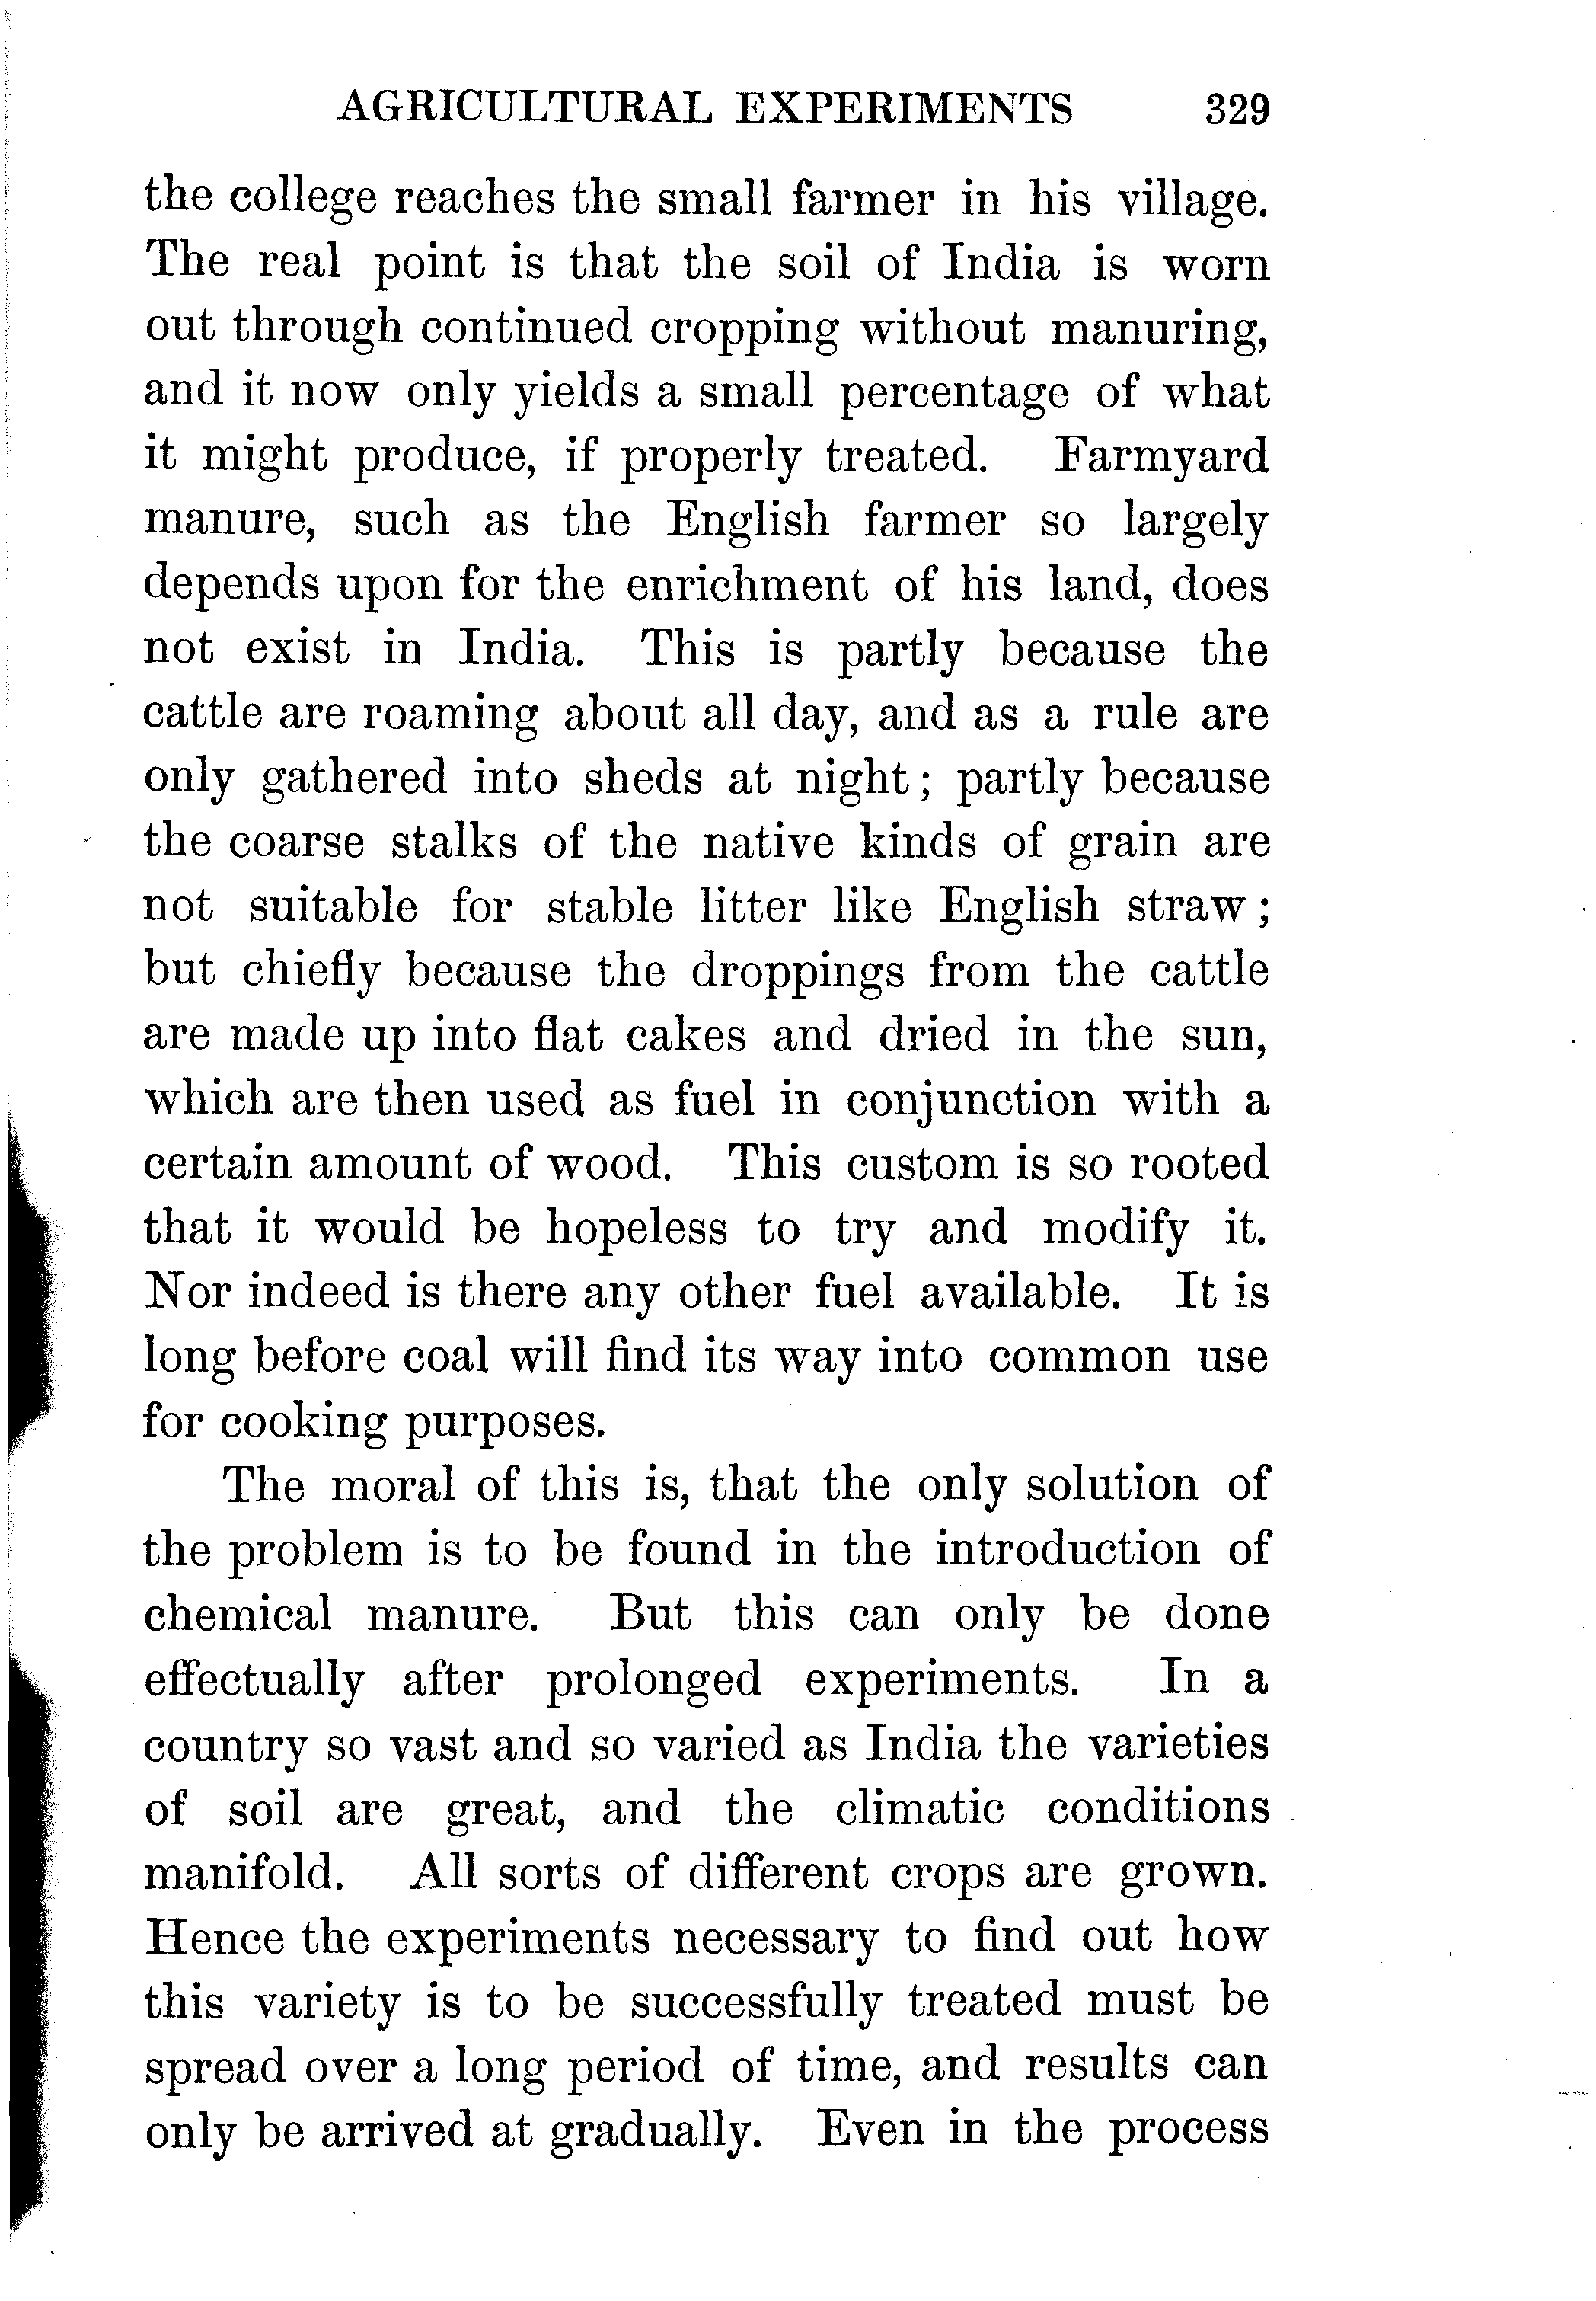 AGRICULTURAL EXPERIMENTS 329
the college reaches the small farmer in his village.
The real point is that the soil of India is worn
out through continued cropping without manuring,
and it now only yields a small percentage of what
it might produce, if properly treated. Farmyard
manure, such as the English farmer so largely
depends upon for the enrichment of his land, does
not exist in India. This is partly because the
cattle are roaming about all day, and as a rule are
only gathered into sheds at night; partly because
the coarse stalks of the native kinds of grain are
not suitable for stable litter like English straw;
but chiefly because the droppings from the cattle
are made up into flat cakes and dried in the sun,
which are then used as fuel in conjunction with a
certain amount of wood. This custom is so rooted
that it would be hopeless to try and modify it.
Nor indeed is there any other fuel available. It is
long before coal will find its way into common use
for cooking purposes.
The moral of this is, that the only solution of
the problem is to be found in the introduction of
chemical manure. But this can only be done
effectually after prolonged experiments. In a
country so vast and so varied as India the varieties
of soil are great, and the climatic conditions
manifold. All sorts of different crops are grown.
Hence the experiments necessary to find out how
this variety is to be successfully treated must be
spread over a long period of time, and results can
only be arrived at gradually. Even in the process